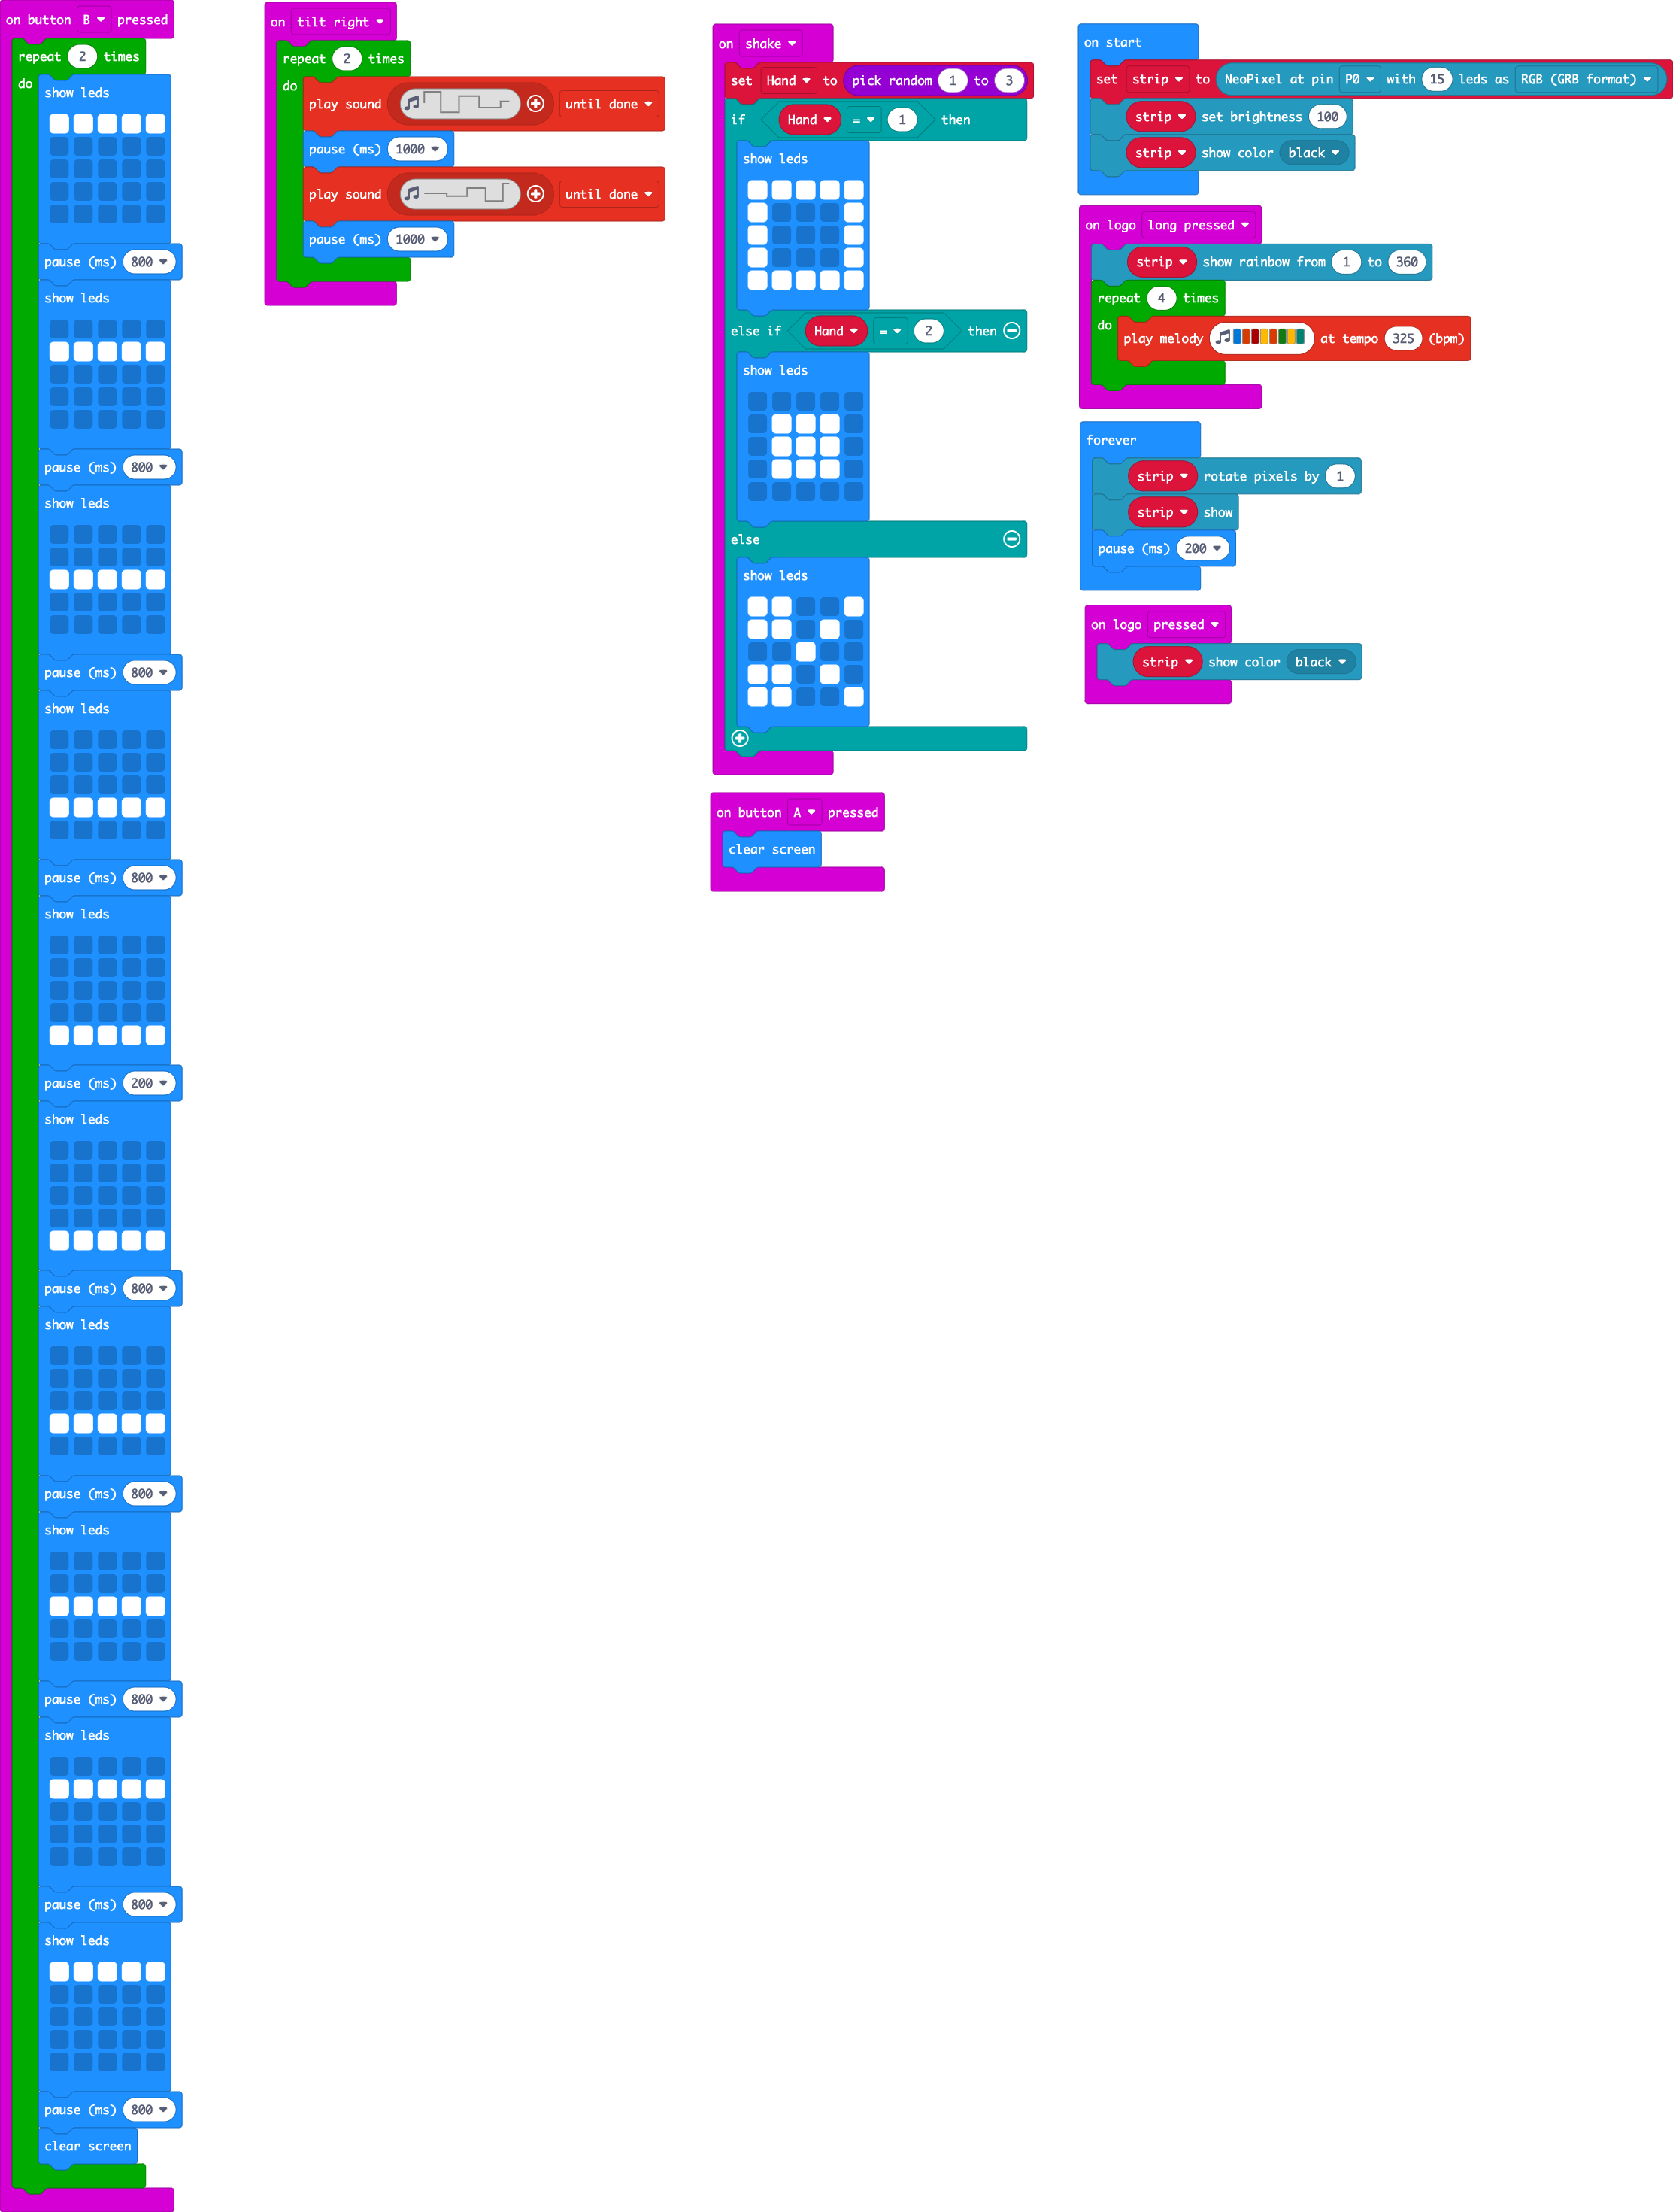 on button B pressed
repeat 2 times
do
show leds
pause (ms) 800
show leds
pause (ms) 800
show leds
pause (ms) 800
show leds
pause (ms) 800
show leds
pause (ms) 200
show leds
pause (ms) 800
show leds
pause (ms) 800
show leds
pause (ms) 800
show leds
pause (ms) 800
show leds
pause (ms) 800
clear screen
on tilt right
repeat 2 times
do
play sound until done
pause (ms) 1000
play sound until done
pause (ms) 1000
on shake
set Hand to pick random 1 to 3
if Hand = 1 then
show leds
else if Hand = 2 then
show leds
else
show leds
on button A pressed
clear screen
on start
set strip to NeoPixel at pin P0 with 15 leds as RGB (GRB format)
strip set brightness 100
strip show color black
on logo long pressed
strip show rainbow from 1 to 360
repeat 4 times
do
play melody at tempo 325 (bpm)
forever
strip rotate pixels by 1
strip show
pause (ms) 200
on logo pressed
strip show color black